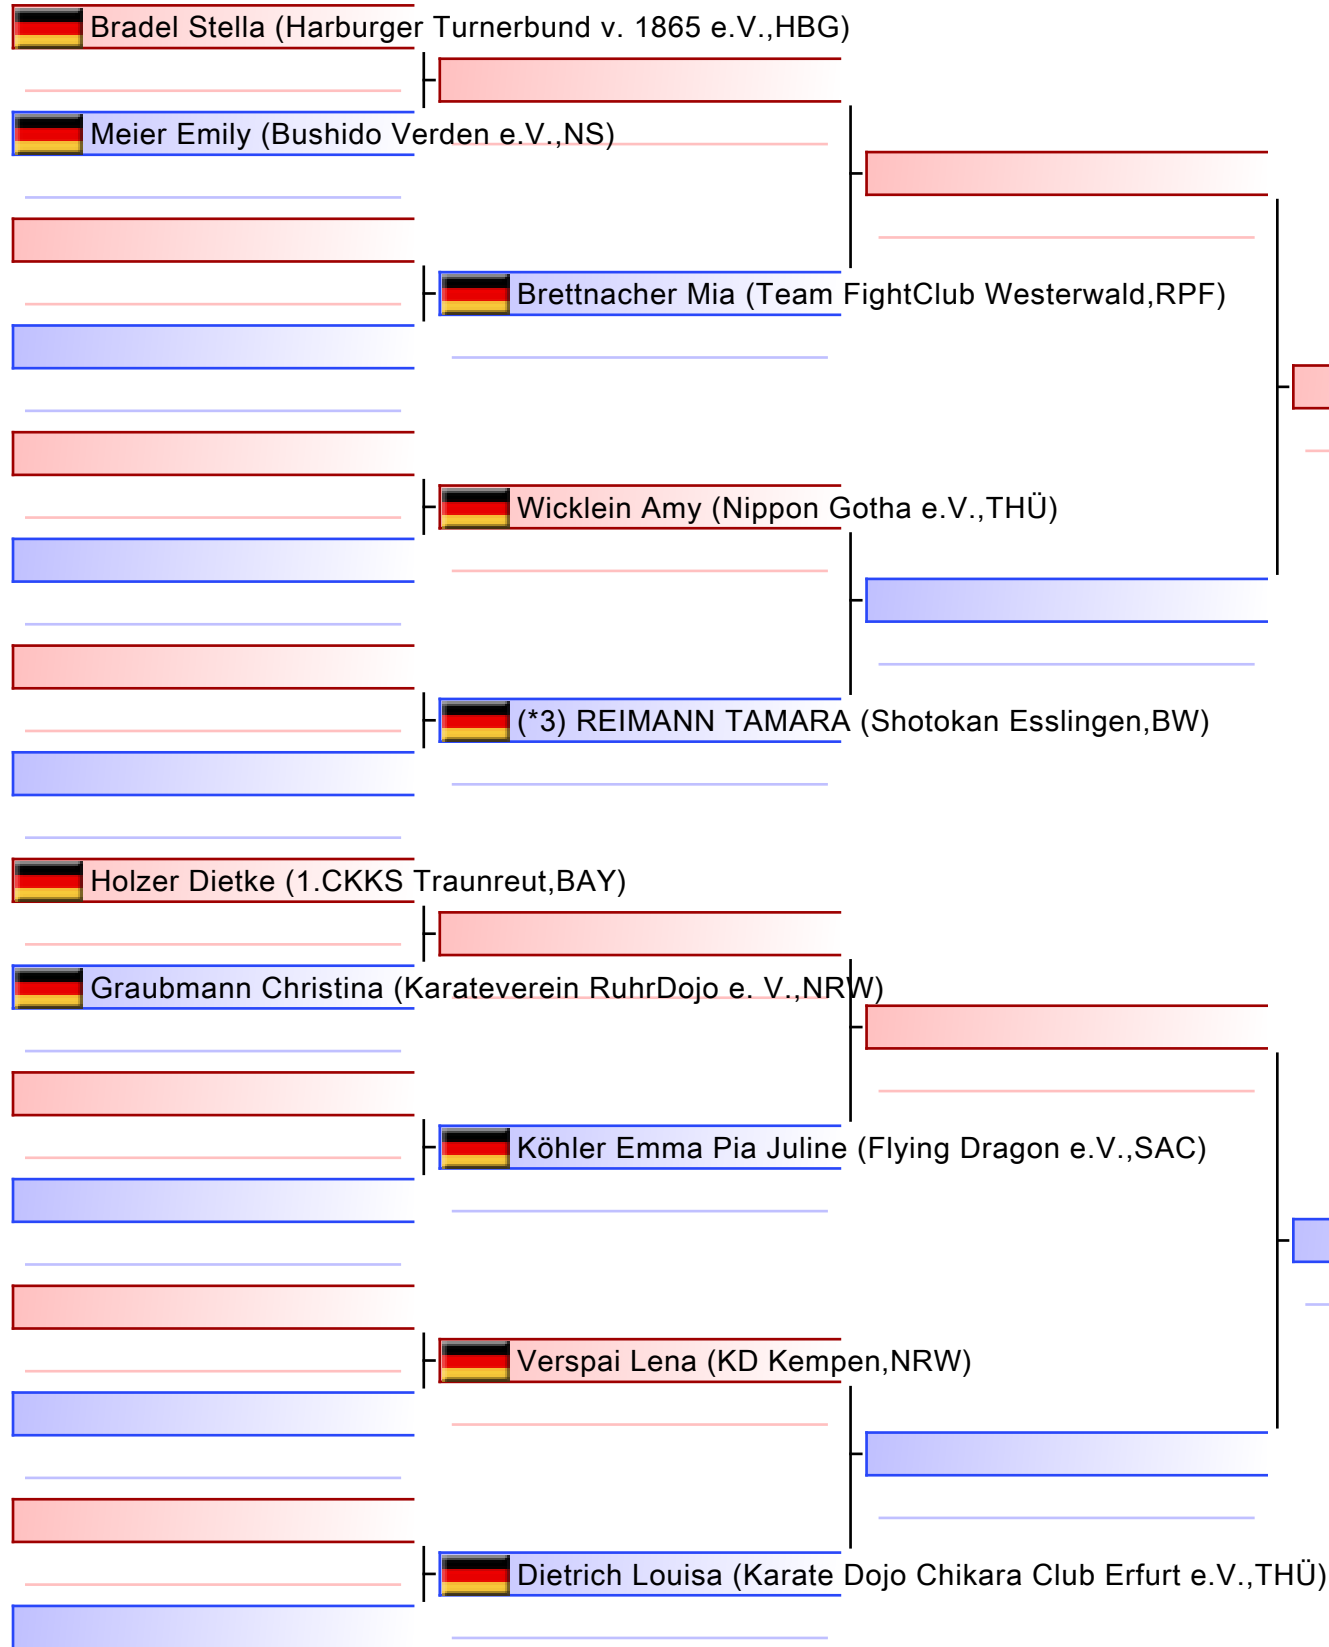 Bradel Stella (Harburger Turnerbund v. 1865 e.V.,HBG)
Meier Emily (Bushido Verden e.V.,NS)
Brettnacher Mia (Team FightClub Westerwald,RPF)
Wicklein Amy (Nippon Gotha e.V.,THÜ)
(*3) REIMANN TAMARA (Shotokan Esslingen,BW)
Holzer Dietke (1.CKKS Traunreut,BAY)
Graubmann Christina (Karateverein RuhrDojo e. V.,NRW)
Köhler Emma Pia Juline (Flying Dragon e.V.,SAC)
Verspai Lena (KD Kempen,NRW)
Dietrich Louisa (Karate Dojo Chikara Club Erfurt e.V.,THÜ)